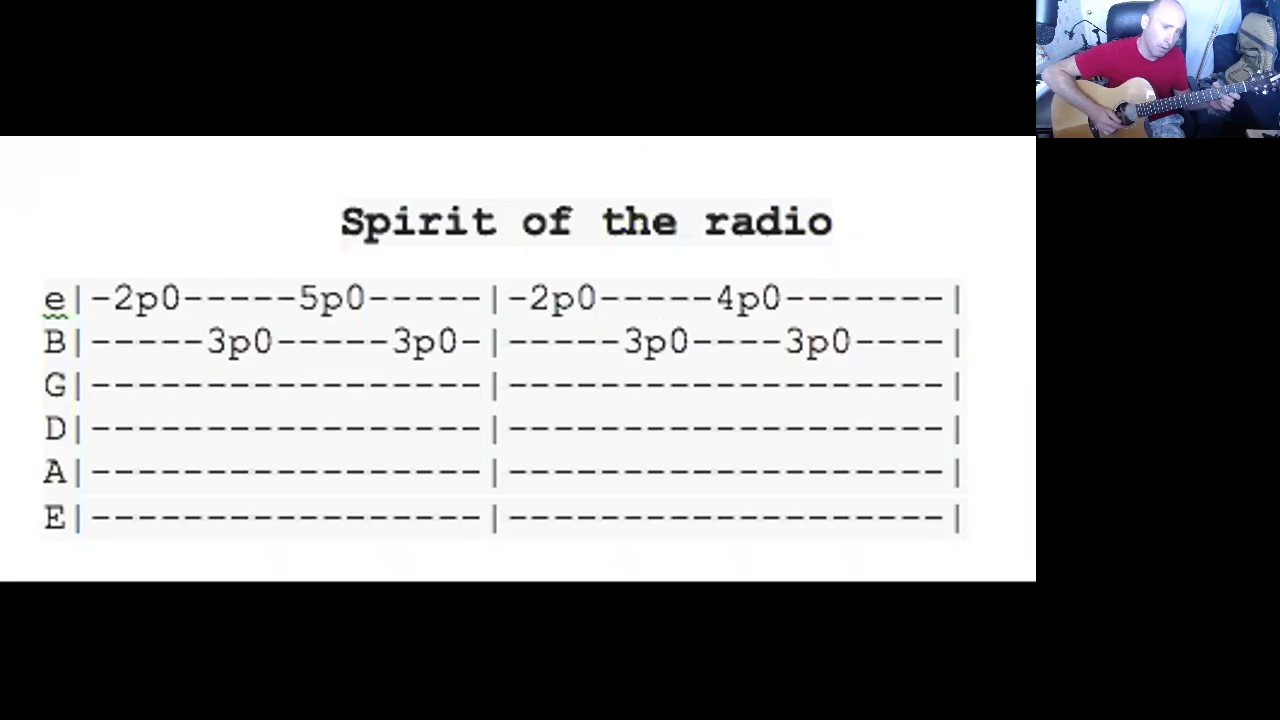 Spirit of the radio
e|-2p0-----5p0-----|-2p0-----4p0-------|
B|-----3p0-----3p0-|-----3p0----3p0----|
G|-----------------|-------------------|
D|-----------------|-------------------|
A|-----------------|-------------------|
E|-----------------|-------------------|